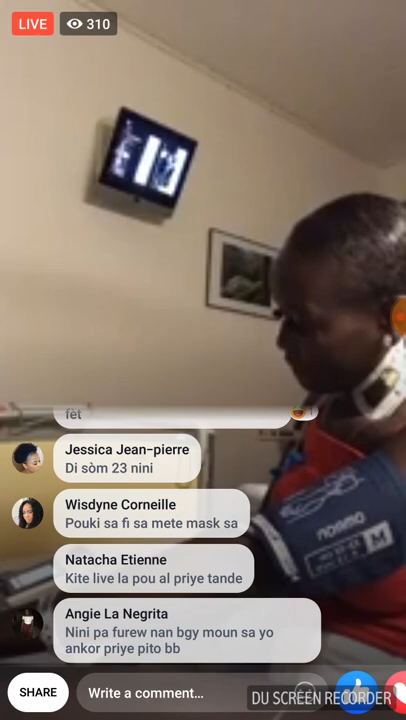 LIVE
310
fèt
Jessica Jean-pierre
Di sòm 23 nini
Wisdyne Corneille
Pouki sa fi sa mete mask sa
Natacha Etienne
Kite live la pou al priye tande
Angie La Negrita
Nini pa furew nan bgy moun sa yo
ankor priye pito bb
M
SHARE
Write a comment...
DU SCREEN RECORDER